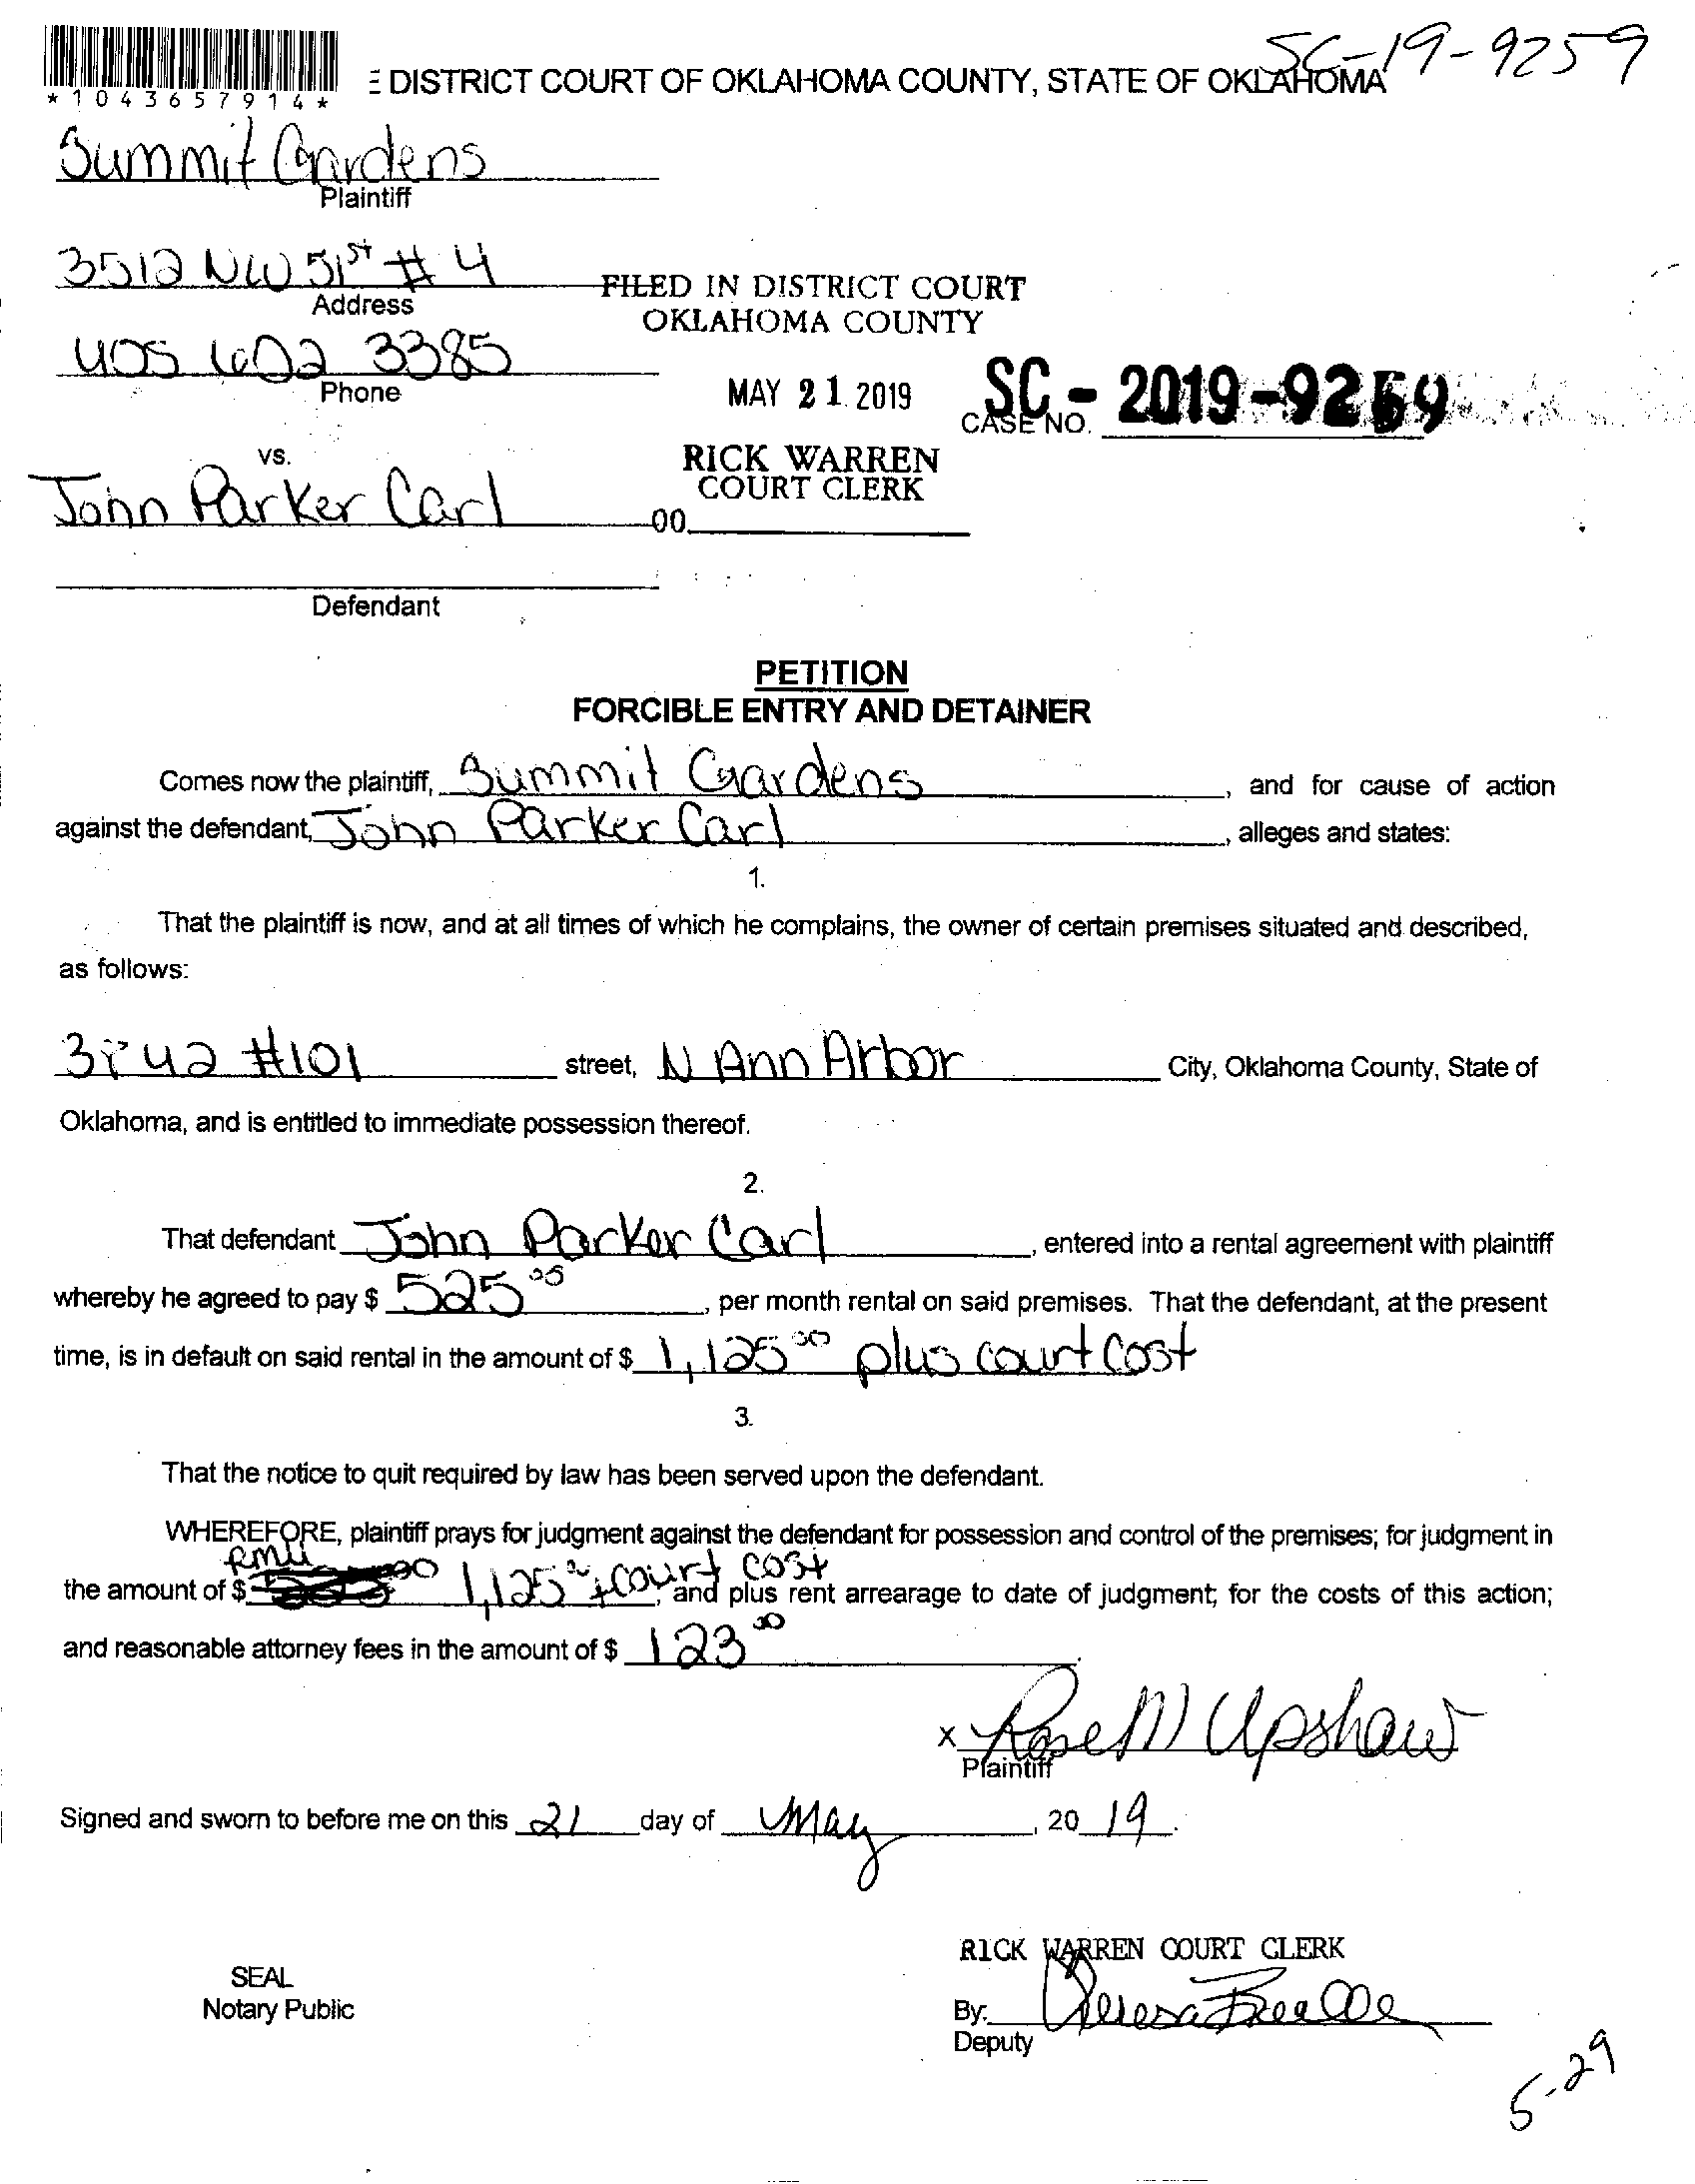 SC-19-9259
*1043657914*
E DISTRICT COURT OF OKLAHOMA COUNTY, STATE OF OKLAHOMA
Summit Gardens
Plaintiff
3512 NW 51st #4
Address
FILED IN DISTRICT COURT
OKLAHOMA COUNTY
405 602 3385
Phone
MAY 21 2019
SC - 2019-9259
CASE NO.
vs.
RICK WARREN
COURT CLERK
John Parker Carl
00
Defendant
PETITION
FORCIBLE ENTRY AND DETAINER
Comes now the plaintiff, Summit Gardens, and for cause of action
against the defendant, John Parker Carl, alleges and states:
1.
That the plaintiff is now, and at all times of which he complains, the owner of certain premises situated and described,
as follows:
#101 street, N Ann Arbor City, Oklahoma County, State of
Oklahoma, and is entitled to immediate possession thereof.
2.
That defendant John Parker Carl, entered into a rental agreement with plaintiff
whereby he agreed to pay $ 525, per month rental on said premises. That the defendant, at the present
time, is in default on said rental in the amount of $ 1,125 00 plus court cost
3.
That the notice to quit required by law has been served upon the defendant.
WHEREFORE, plaintiff prays for judgment against the defendant for possession and control of the premises; for judgment in
the amount of $ 1,125 + court cost, and plus rent arrearage to date of judgment; for the costs of this action;
and reasonable attorney fees in the amount of $ 123 00.
x Rose M Upshaw
Plaintiff
Signed and sworn to before me on this 21 day of May, 20 19.
RICK WARREN COURT CLERK
SEAL
Notary Public
By: Teresa
Deputy
5-29